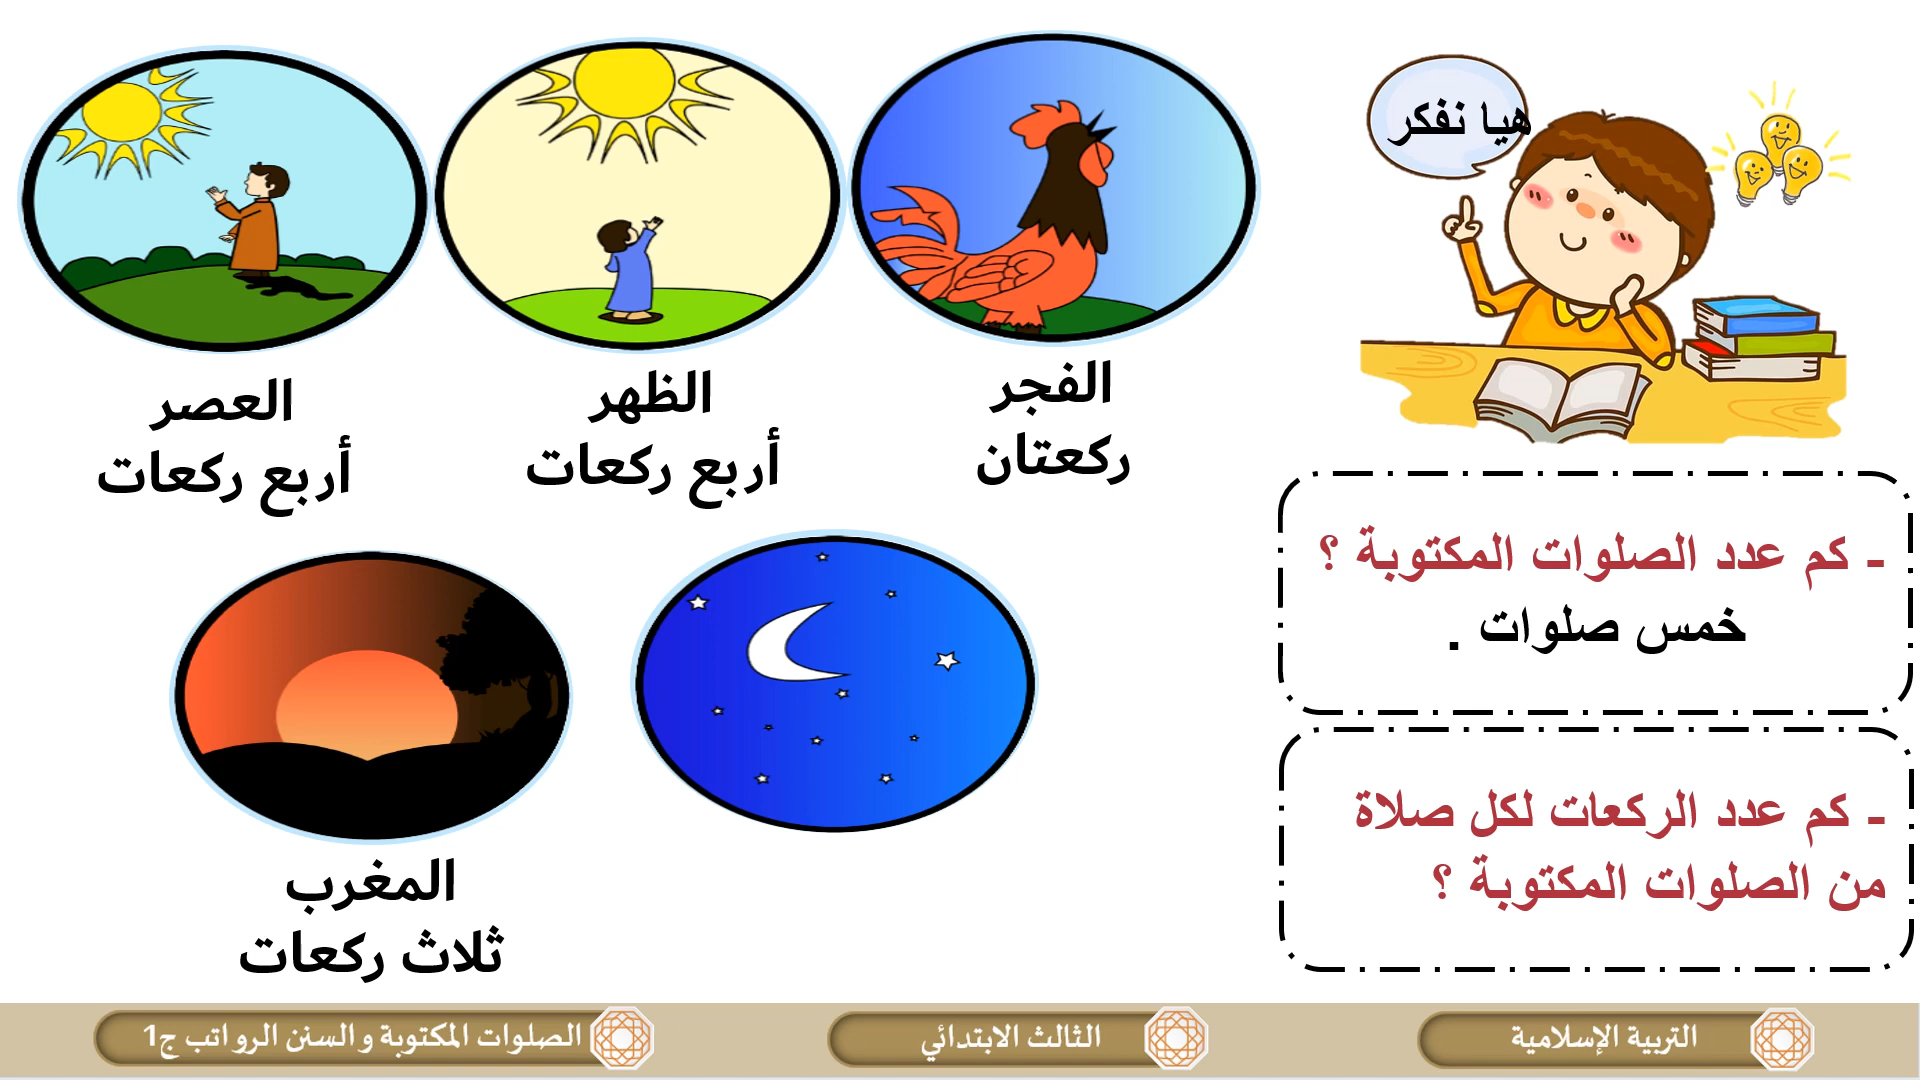 هيا نفكر
الفجر
ركعتان
الظهر
أربع ركعات
العصر
أربع ركعات
المغرب
ثلاث ركعات
- كم عدد الصلوات المكتوبة ؟
خمس صلوات .
- كم عدد الركعات لكل صلاة
من الصلوات المكتوبة ؟
التربية الإسلامية
الثالث الابتدائي
الصلوات المكتوبة والسنن الرواتب ج1